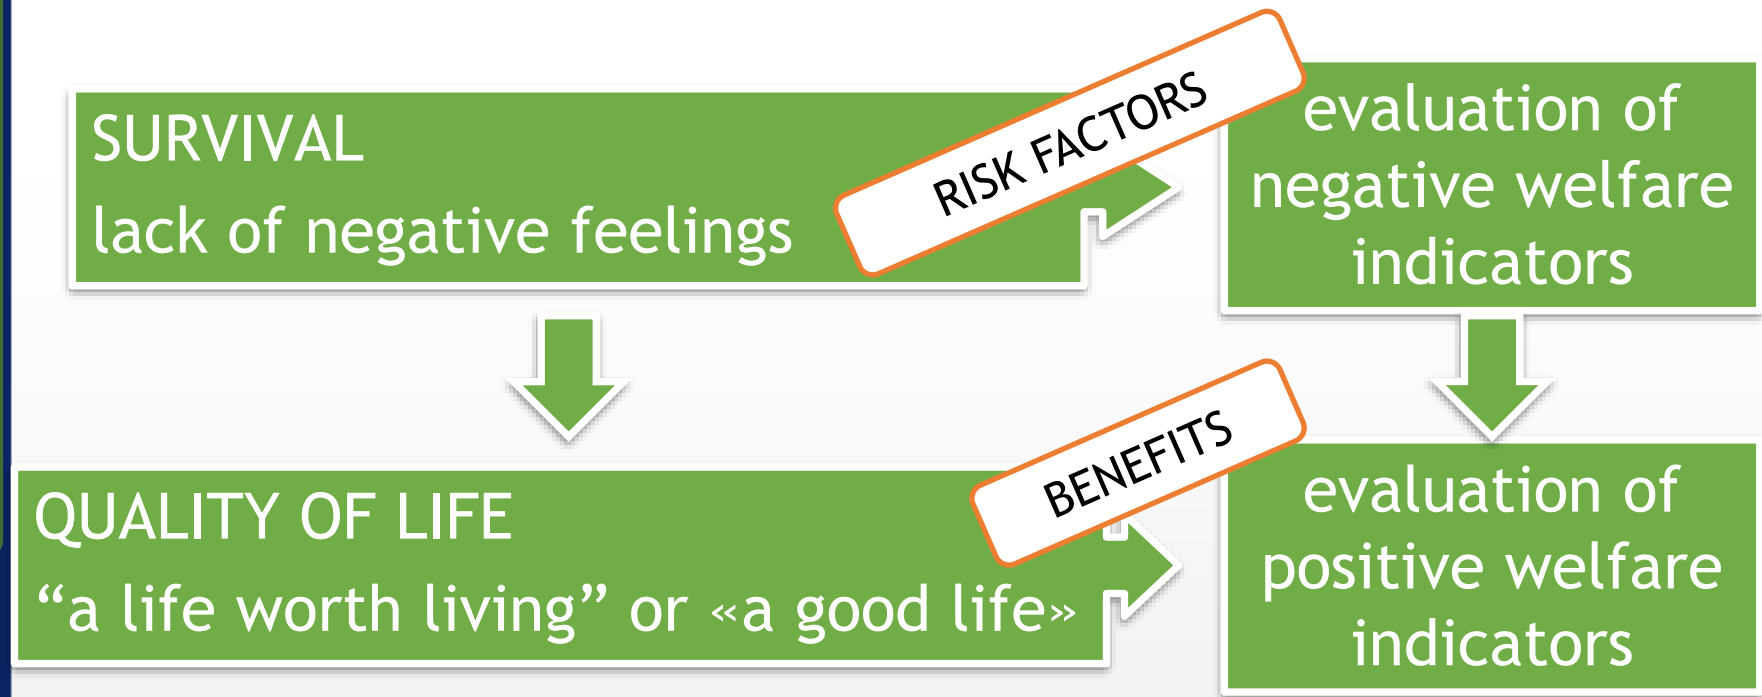 SURVIVAL
lack of negative feelings
RISK FACTORS
evaluation of
negative welfare
indicators
QUALITY OF LIFE
“a life worth living” or «a good life»
BENEFITS
evaluation of
positive welfare
indicators